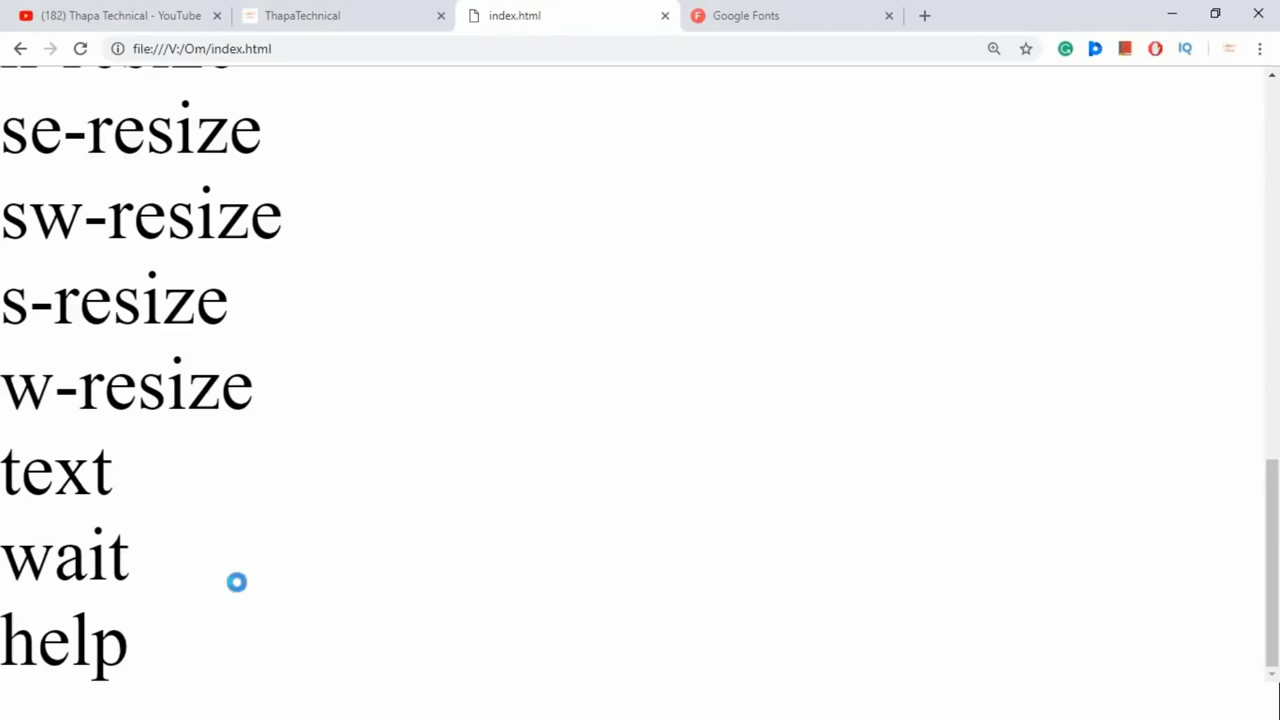 (182) Thapa Technical - YouTube
ThapaTechnical
index.html
F
Google Fonts
file:///V:/Om/index.html
IQ
se-resize
sw-resize
s-resize
w-resize
text
wait
help